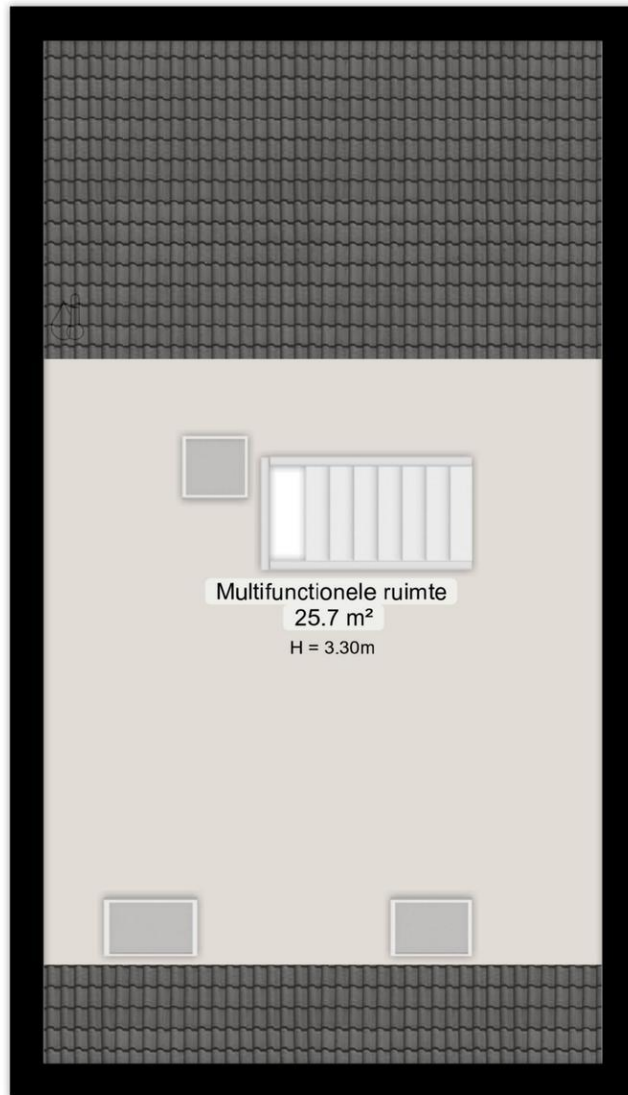 Multifunctionele ruimte
25.7 m²
H = 3.30m